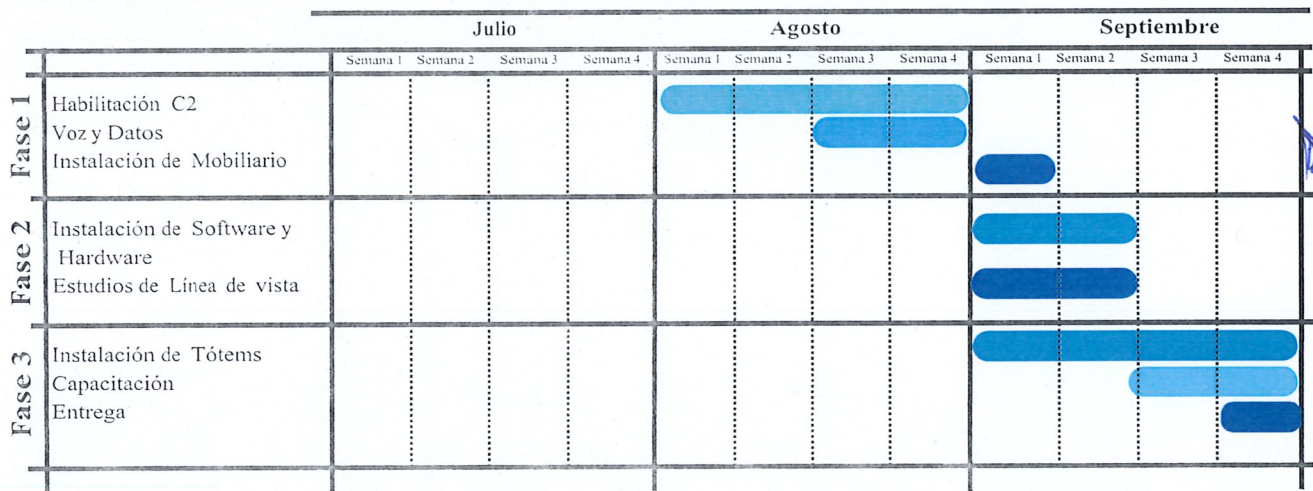 Julio Agosto Septiembre
Semana 1 Semana 2 Semana 3 Semana 4 Semana 1 Semana 2 Semana 3 Semana 4 Semana 1 Semana 2 Semana 3 Semana 4
Fase 1
Habilitación C2
Voz y Datos
Instalación de Mobiliario
Fase 2
Instalación de Software y
Hardware
Estudios de Línea de vista
Fase 3
Instalación de Tótems
Capacitación
Entrega